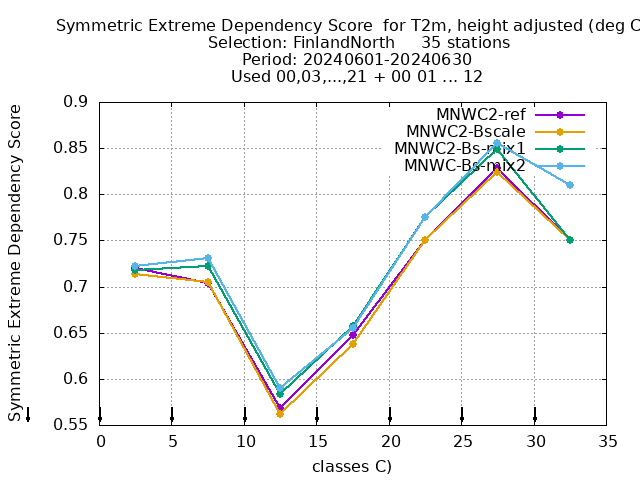 Symmetric Extreme Dependency Score for T2m, height adjusted (deg C
Selection: FinlandNorth 35 stations
Period: 20240601-20240630
Used 00,03,...,21 + 00 01 ... 12
Symmetric Extreme Dependency Score
0.9
0.85
0.8
0.75
0.7
0.65
0.6
0.55
MNWC2-ref
MNWC2-Bscale
MNWC2-Bs-mix1
MNWC-Bs-mix2
0 5 10 15 20 25 30 35
classes C)